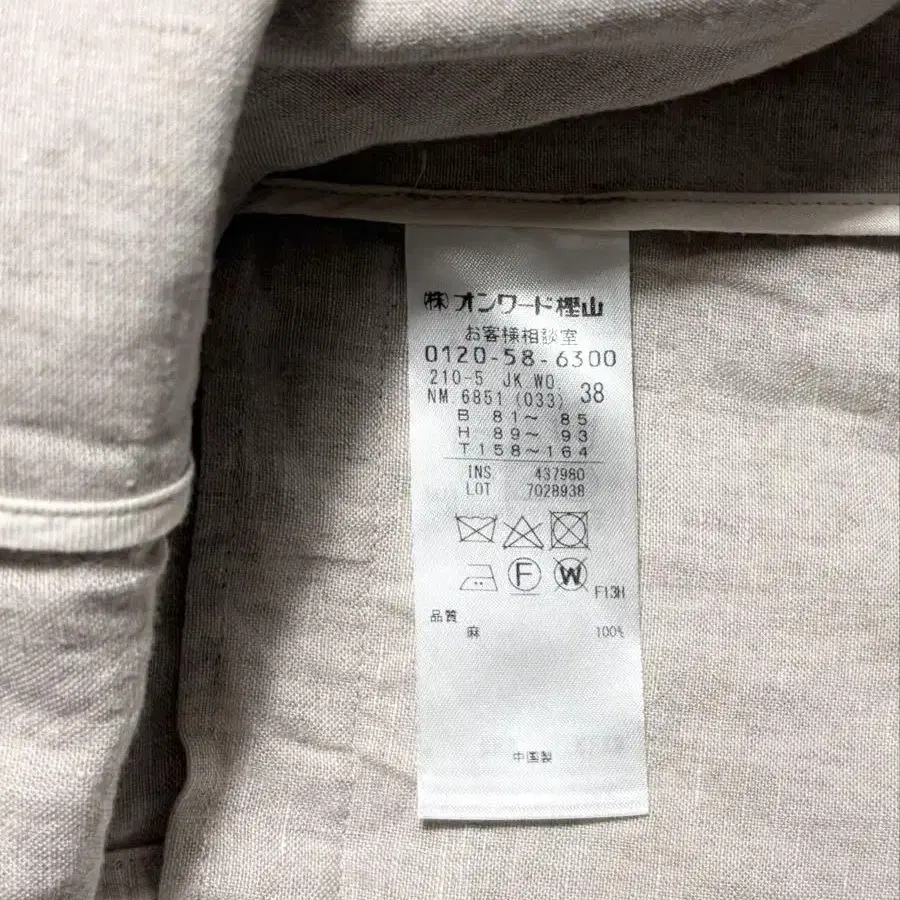 (株)オンワード樫山
お客様相談室
0120-58-6300
210-5 JK WO
NM 6851 (033) 38
B 81～ 85
H 89～ 93
T158～164
INS 437980
LOT 7028938
F W
F13H
品質
麻 100%
中国製